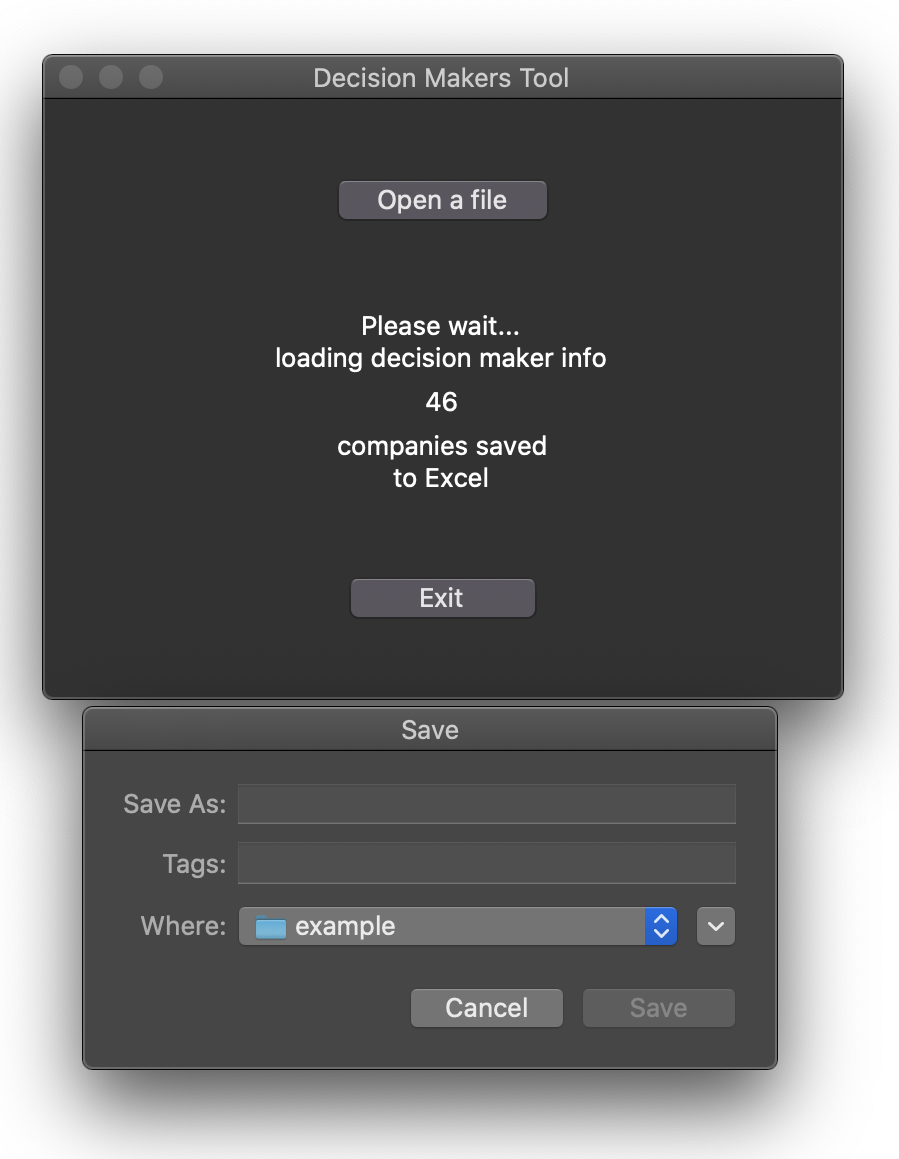 Decision Makers Tool
Open a file
Please wait...
loading decision maker info
46
companies saved
to Excel
Exit
Save
Save As:
Tags:
Where: example
Cancel Save